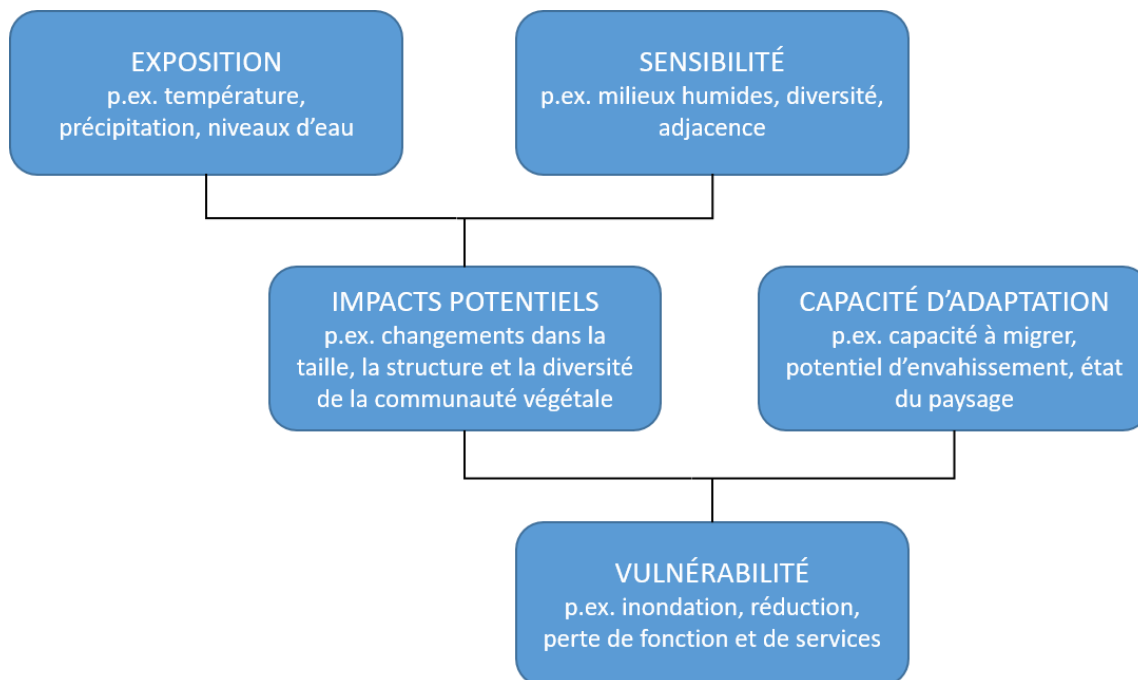 EXPOSITION
p.ex. température,
précipitation, niveaux d’eau
SENSIBILITÉ
p.ex. milieux humides, diversité,
adjacence
IMPACTS POTENTIELS
p.ex. changements dans la
taille, la structure et la diversité
de la communauté végétale
CAPACITÉ D’ADAPTATION
p.ex. capacité à migrer,
potentiel d’envahissement, état
du paysage
VULNÉRABILITÉ
p.ex. inondation, réduction,
perte de fonction et de services